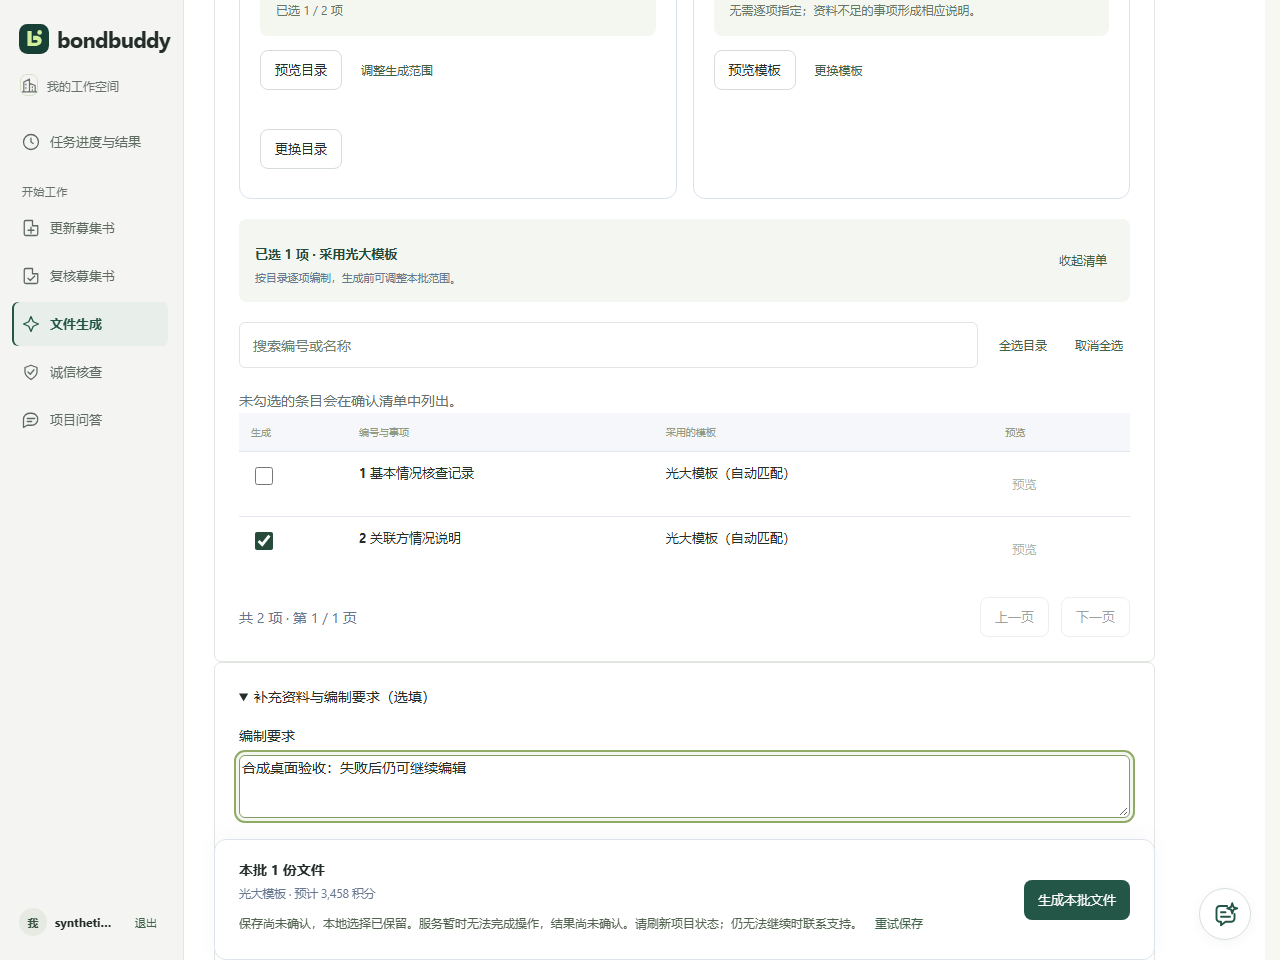 bondbuddy
我的工作空间
任务进度与结果
开始工作
更新募集书
复核募集书
文件生成
诚信核查
项目问答
我 syntheti... 退出
已选 1 / 2 项
预览目录 调整生成范围
更换目录
无需逐项指定；资料不足的事项形成相应说明。
预览模板 更换模板
已选 1 项 · 采用光大模板
按目录逐项编制，生成前可调整本批范围。
收起清单
搜索编号或名称 全选目录 取消全选
未勾选的条目会在确认清单中列出。
生成 编号与事项 采用的模板 预览
1 基本情况核查记录 光大模板（自动匹配） 预览
2 关联方情况说明 光大模板（自动匹配） 预览
共 2 项 · 第 1 / 1 页 上一页 下一页
▼ 补充资料与编制要求（选填）
编制要求
合成桌面验收：失败后仍可继续编辑
本批 1 份文件
光大模板 · 预计 3,458 积分
保存尚未确认，本地选择已保留。服务暂时无法完成操作，结果尚未确认。请刷新项目状态；仍无法继续时联系支持。 重试保存
生成本批文件